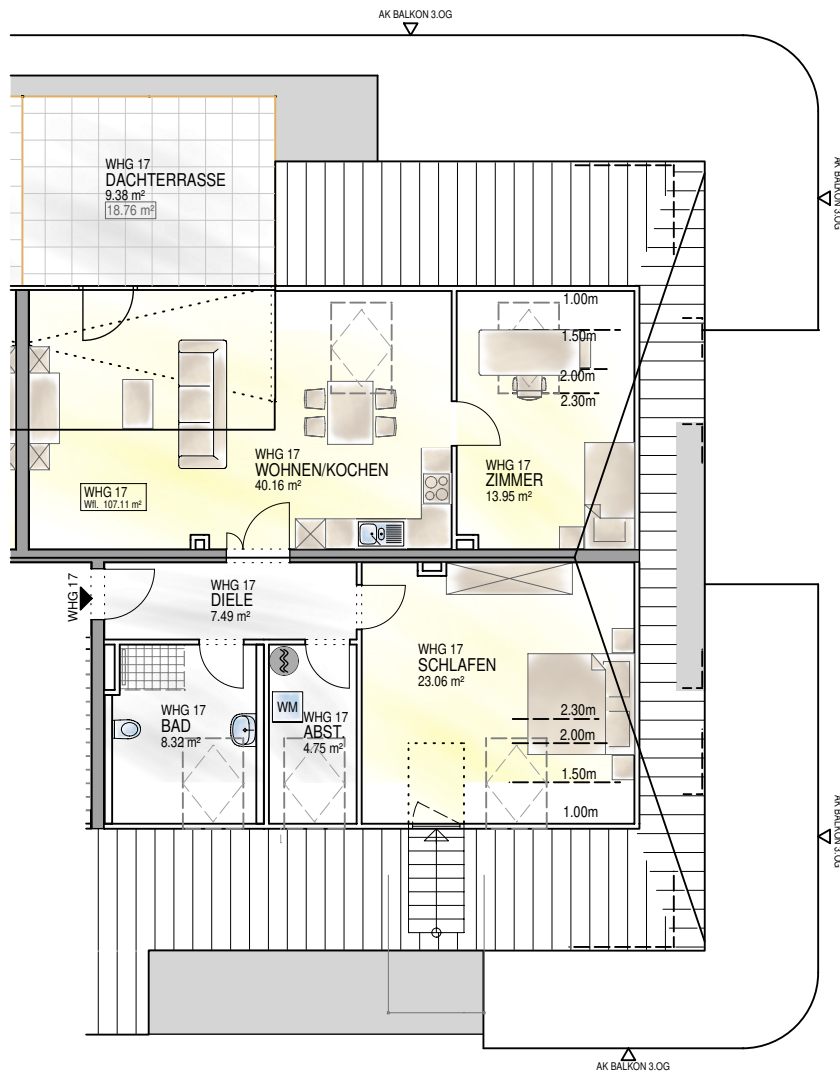 AK BALKON 3.OG
WHG 17
DACHTERRASSE
9.38 m²
18.76 m²
AK BALKON 3.OG
1.00m
1.50m
2.00m
2.30m
WHG 17
WOHNEN/KOCHEN
40.16 m²
WHG 17
ZIMMER
13.95 m²
WHG 17
Wfl. 107.11 m²
WHG 17
WHG 17
DIELE
7.49 m²
WHG 17
SCHLAFEN
23.06 m²
WHG 17
BAD
8.32 m²
WM
WHG 17
ABST.
4.75 m²
2.30m
2.00m
1.50m
1.00m
AK BALKON 3.OG
AK BALKON 3.OG